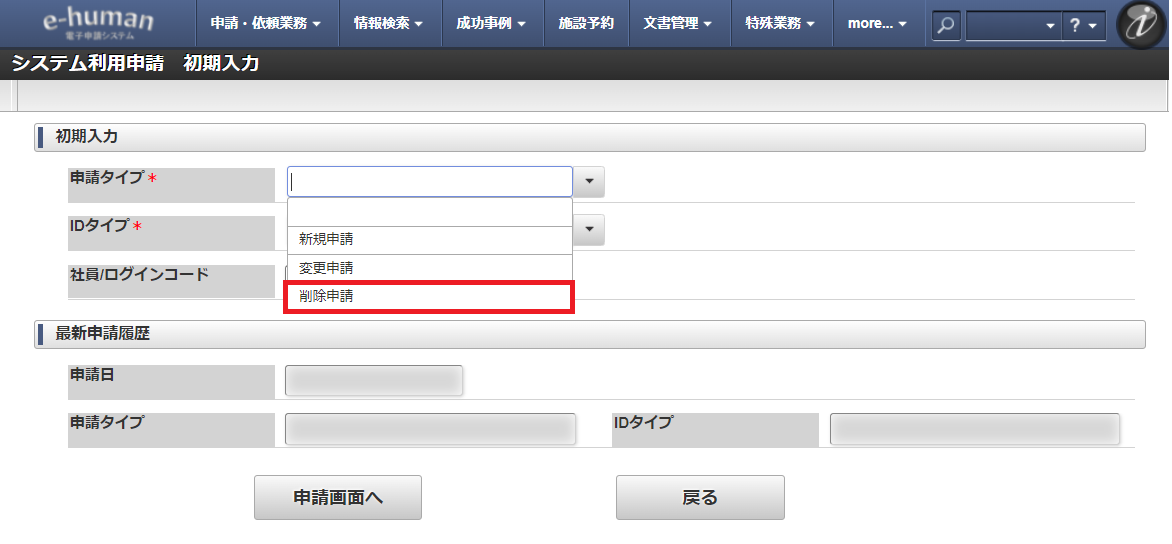 e-human
電子申請システム
申請・依頼業務 情報検索 成功事例 施設予約 文書管理 特殊業務 more... ?
システム利用申請 初期入力
初期入力
申請タイプ *
新規申請
変更申請
削除申請
IDタイプ *
社員/ログインコード
最新申請履歴
申請日
申請タイプ
IDタイプ
申請画面へ 戻る